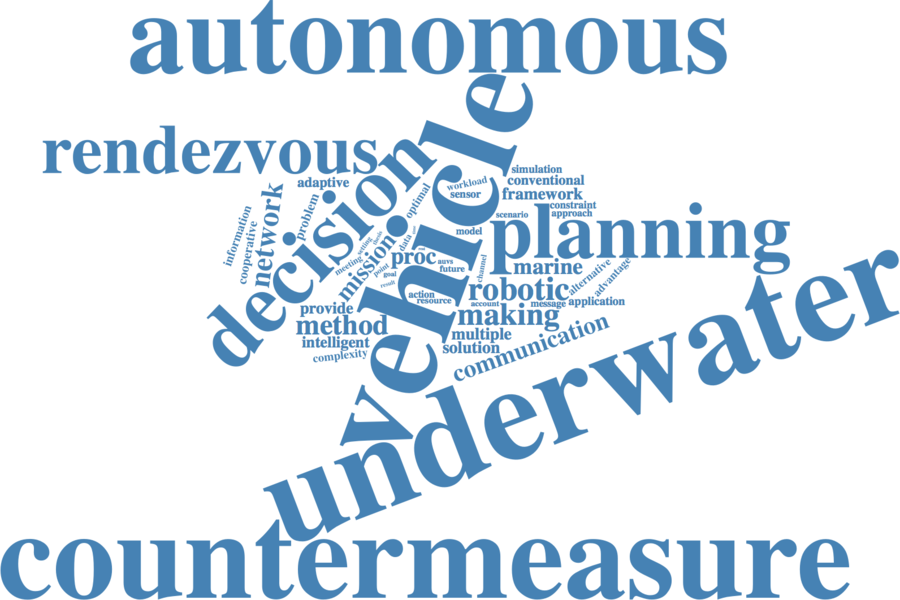 autonomous
vehicle
rendezvous
decision
simulation
conventional
framework
workload
sensor
adaptive
optimal
network
problem
constraint
approach
scenario
information
cooperative
planning
model
data
mission
setting
meeting
proc
auvs
future
point
goal
result
channel
marine
alternative
advantage
robotic
action
resource
account
message
application
provide
making
method
multiple
intelligent
solution
complexity
communication
underwater
countermeasure